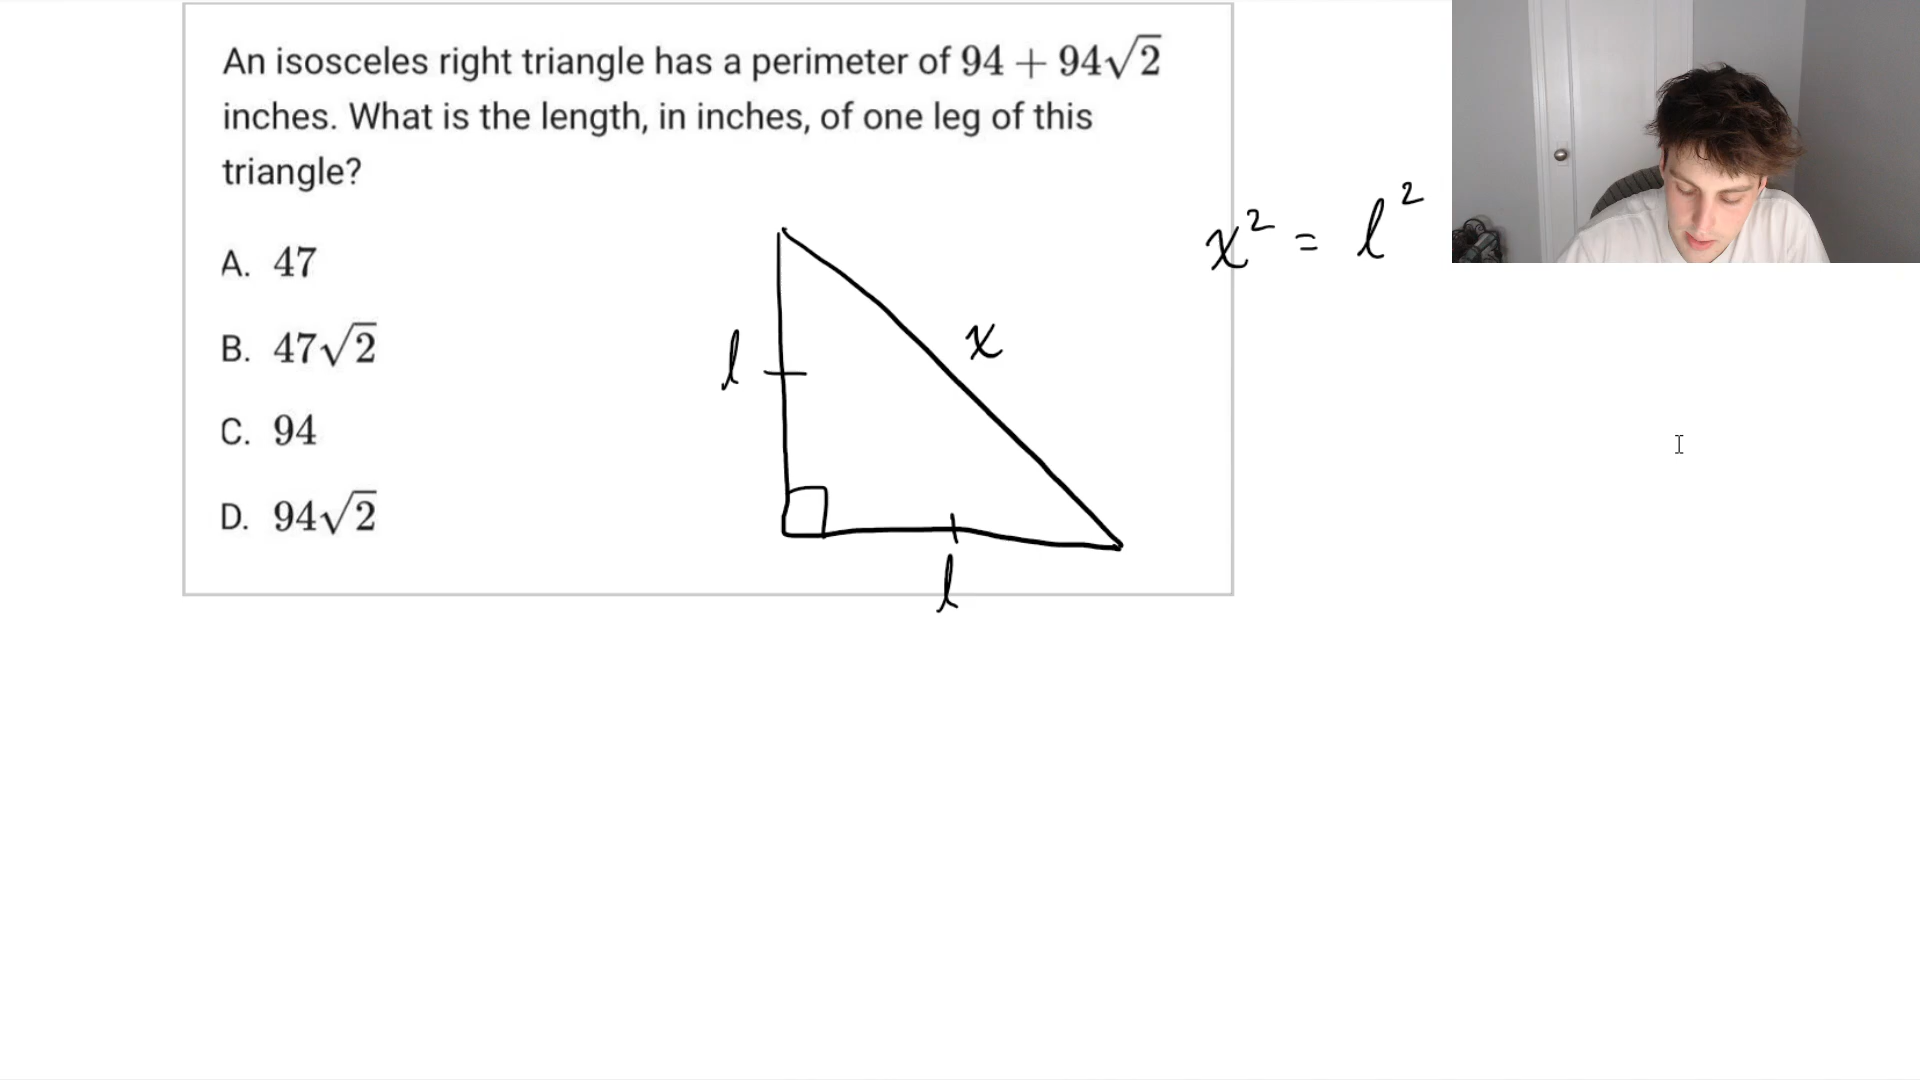 An isosceles right triangle has a perimeter of 94 + 94√2
inches. What is the length, in inches, of one leg of this
triangle?
A. 47
B. 47√2
C. 94
D. 94√2
x² = l²
l
x
l